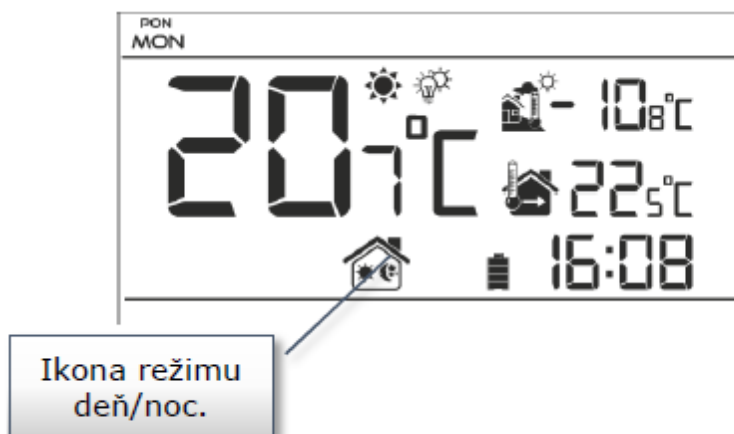 PON
MON
20 7°C
- 10 8°C
22 5°C
16:08
Ikona režimu
deň/noc.